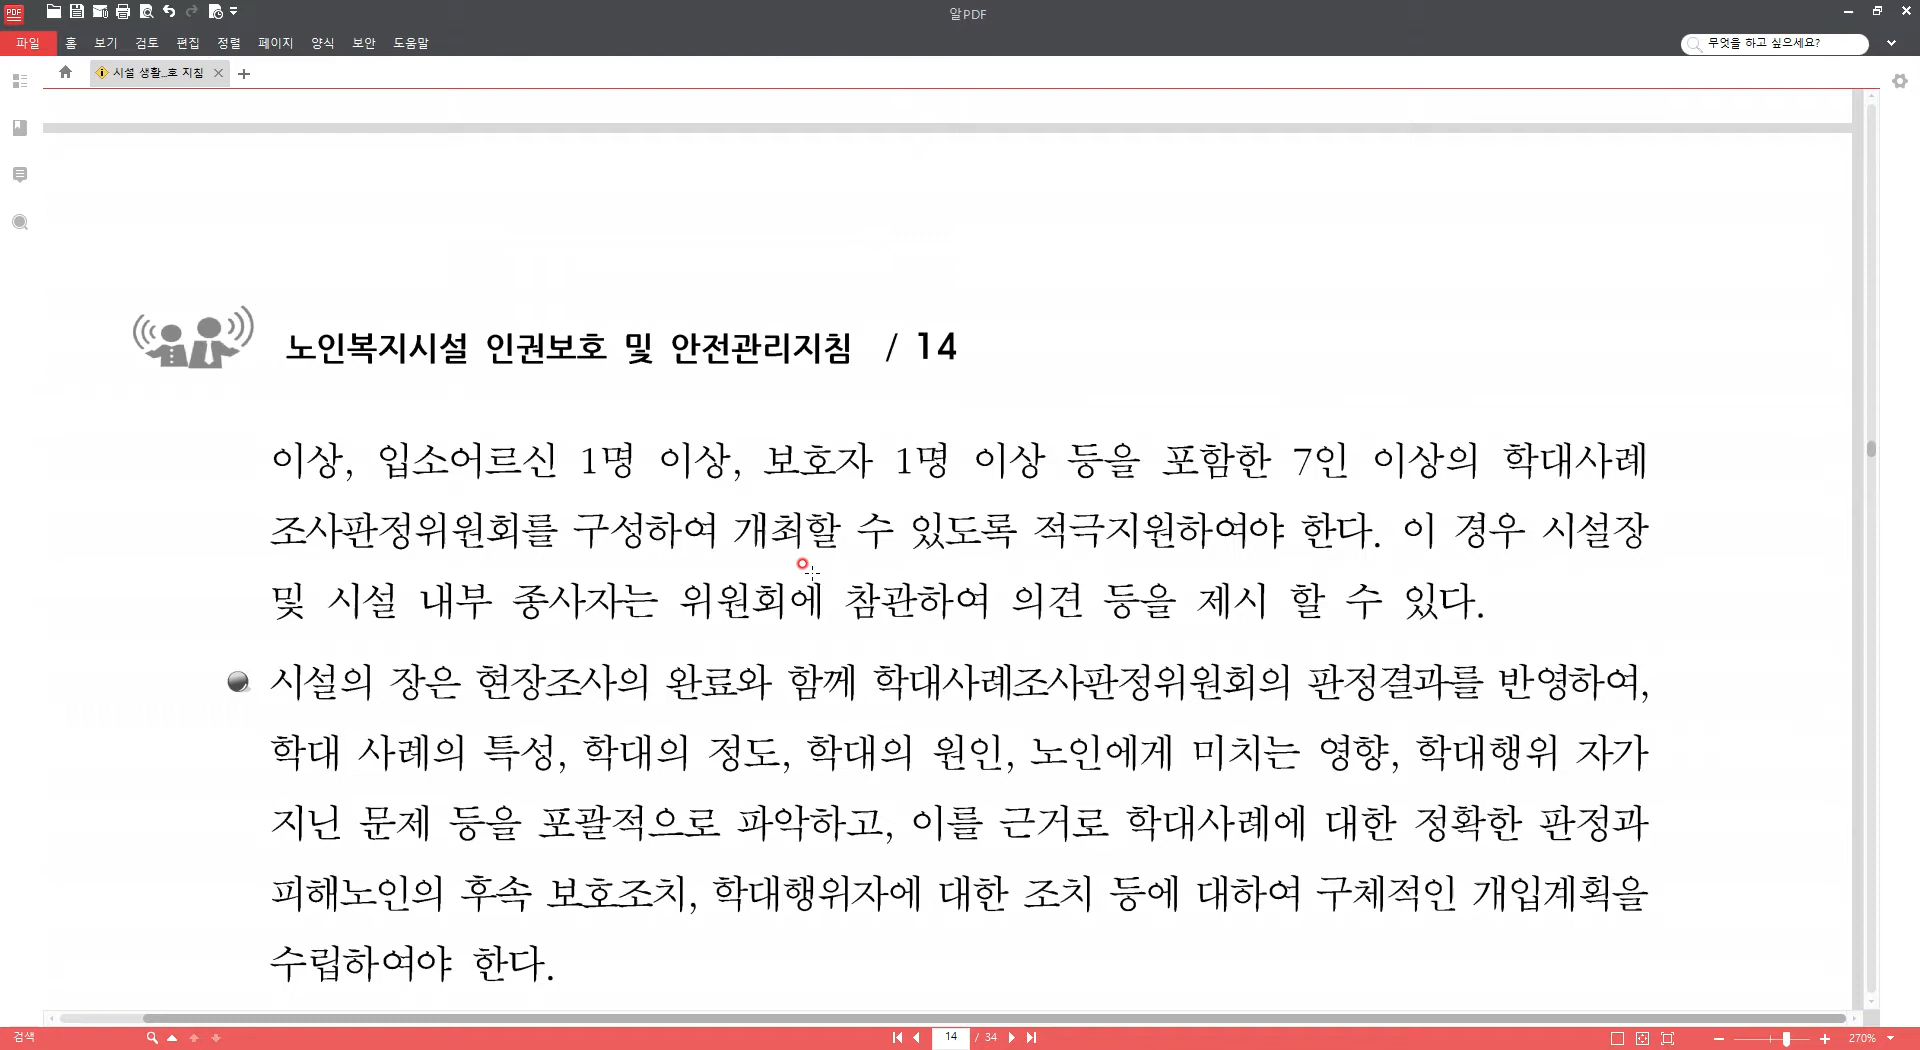 PDF
알PDF
파일 홈 보기 검토 편집 정렬 페이지 양식 보안 도움말
무엇을 하고 싶으세요?
시설 생활...호 지침
노인복지시설 인권보호 및 안전관리지침 / 14
이상, 입소어르신 1명 이상, 보호자 1명 이상 등을 포함한 7인 이상의 학대사례
조사판정위원회를 구성하여 개최할 수 있도록 적극지원하여야 한다. 이 경우 시설장
및 시설 내부 종사자는 위원회에 참관하여 의견 등을 제시 할 수 있다.
시설의 장은 현장조사의 완료와 함께 학대사례조사판정위원회의 판정결과를 반영하여,
학대 사례의 특성, 학대의 정도, 학대의 원인, 노인에게 미치는 영향, 학대행위 자가
지닌 문제 등을 포괄적으로 파악하고, 이를 근거로 학대사례에 대한 정확한 판정과
피해노인의 후속 보호조치, 학대행위자에 대한 조치 등에 대하여 구체적인 개입계획을
수립하여야 한다.
검색
14 / 34
270%